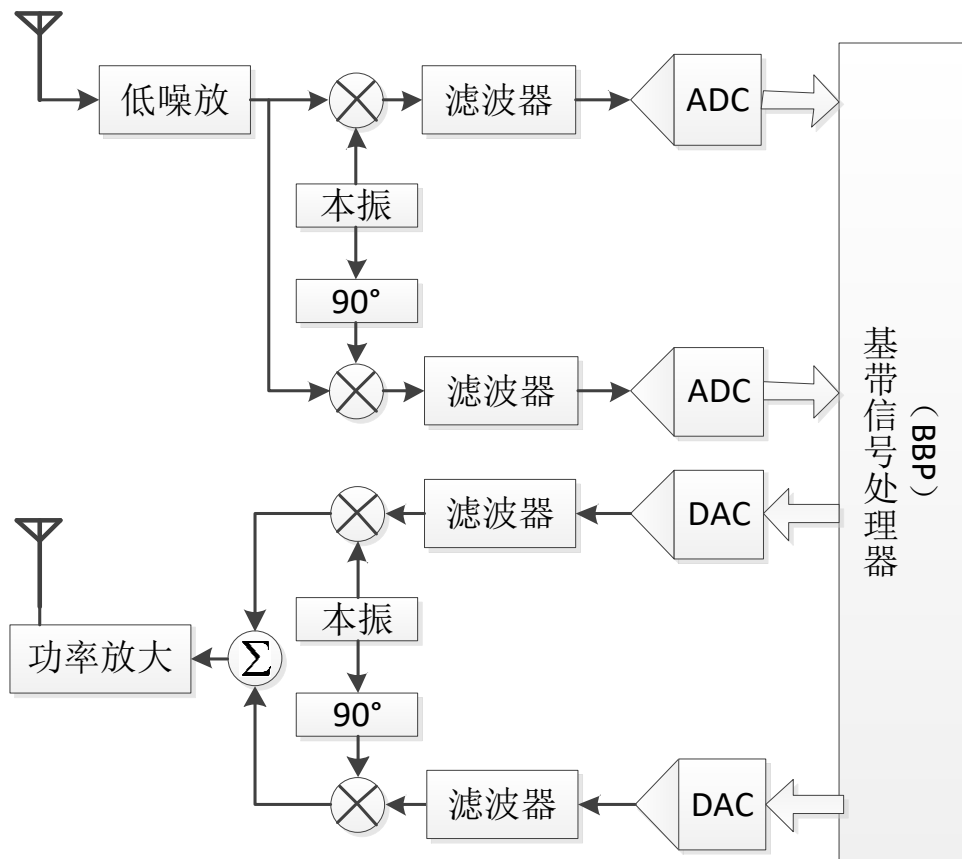 低噪放
滤波器
ADC
本振
90°
滤波器
ADC
基带信号处理器
（BBP）
滤波器
DAC
本振
功率放大
Σ
90°
滤波器
DAC